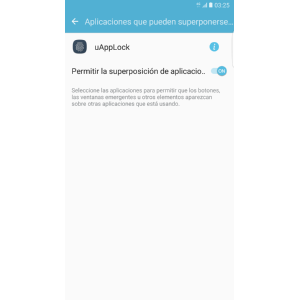 03:25
Aplicaciones que pueden superponerse...
uAppLock
Permitir la superposición de aplicacio..
ON
Seleccione las aplicaciones para permitir que los botones,
las ventanas emergentes u otros elementos aparezcan
sobre otras aplicaciones que está usando.